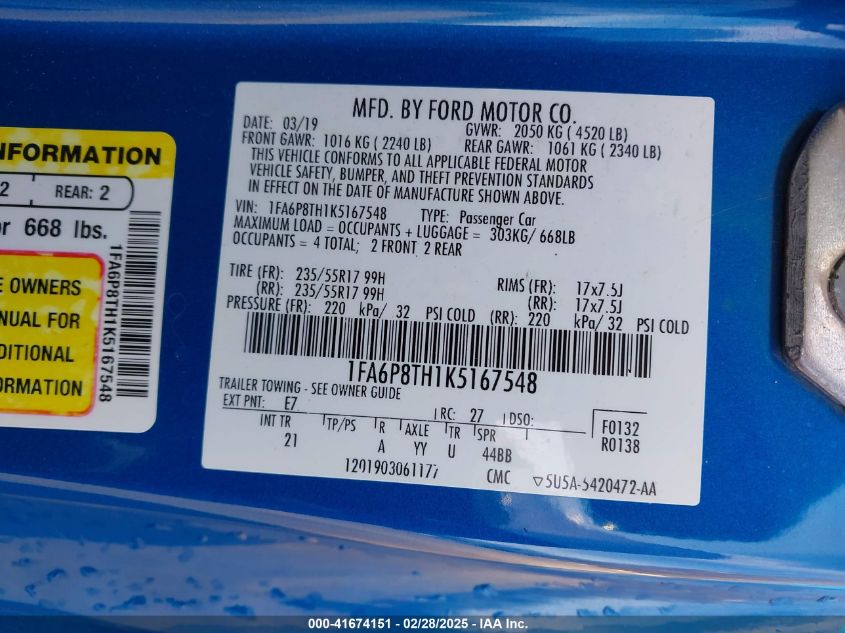 NFORMATION
2 REAR: 2
or 668 lbs.
E OWNERS
NUAL FOR
DITIONAL
TION
1FA6P8TH1K5167548
MFD. BY FORD MOTOR CO.
DATE: 03/19 GVWR: 2050 KG ( 4520 LB)
FRONT GAWR: 1016 KG ( 2240 LB) REAR GAWR: 1061 KG ( 2340 LB)
THIS VEHICLE CONFORMS TO ALL APPLICABLE FEDERAL MOTOR
VEHICLE SAFETY, BUMPER, AND THEFT PREVENTION STANDARDS
IN EFFECT ON THE DATE OF MANUFACTURE SHOWN ABOVE.
VIN: 1FA6P8TH1K5167548 TYPE: Passenger Car
MAXIMUM LOAD = OCCUPANTS + LUGGAGE = 303KG/ 668LB
OCCUPANTS = 4 TOTAL; 2 FRONT, 2 REAR
TIRE (FR): 235/55R17 99H RIMS (FR): 17x7.5J
(RR): 235/55R17 99H (RR): 17x7.5J
PRESSURE (FR): 220 kPa/ 32 PSI COLD (RR): 220 kPa/ 32 PSI COLD
1FA6P8TH1K5167548
TRAILER TOWING - SEE OWNER GUIDE
EXT PNT: E7 RC: 27 DSO: F0132
INT TR TP/PS R AXLE TR SPR R0138
21 A YY U 44BB
1201903061177 CMC 5U5A-5420472-AA
000-41674151 / 02/28/2025 - IAA Inc.